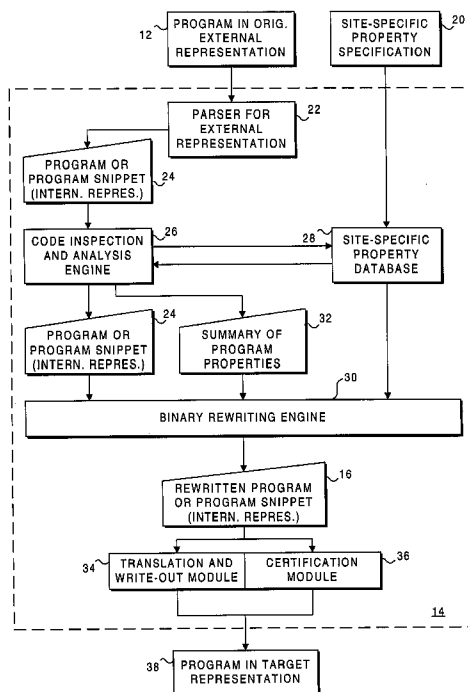 PROGRAM IN ORIG.
EXTERNAL
REPRESENTATION
12
SITE-SPECIFIC
PROPERTY
SPECIFICATION
20
PARSER FOR
EXTERNAL
REPRESENTATION
22
PROGRAM OR
PROGRAM SNIPPET
(INTERN. REPRES.)
24
CODE INSPECTION
AND ANALYSIS
ENGINE
26
28
SITE-SPECIFIC
PROPERTY
DATABASE
24
PROGRAM OR
PROGRAM SNIPPET
(INTERN. REPRES.)
32
SUMMARY OF
PROGRAM
PROPERTIES
30
BINARY REWRITING ENGINE
16
REWRITTEN PROGRAM
OR PROGRAM SNIPPET
(INTERN. REPRES.)
34
TRANSLATION AND
WRITE-OUT MODULE
CERTIFICATION
MODULE
36
14
38
PROGRAM IN TARGET
REPRESENTATION